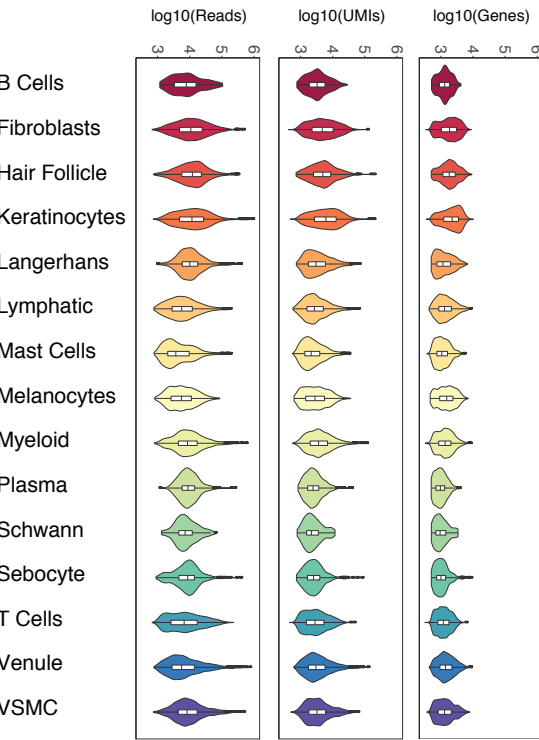 log10(Reads) log10(UMIs) log10(Genes)
3 4 5 6 3 4 5 6 3 4 5 6
B Cells
Fibroblasts
Hair Follicle
Keratinocytes
Langerhans
Lymphatic
Mast Cells
Melanocytes
Myeloid
Plasma
Schwann
Sebocyte
T Cells
Venule
VSMC